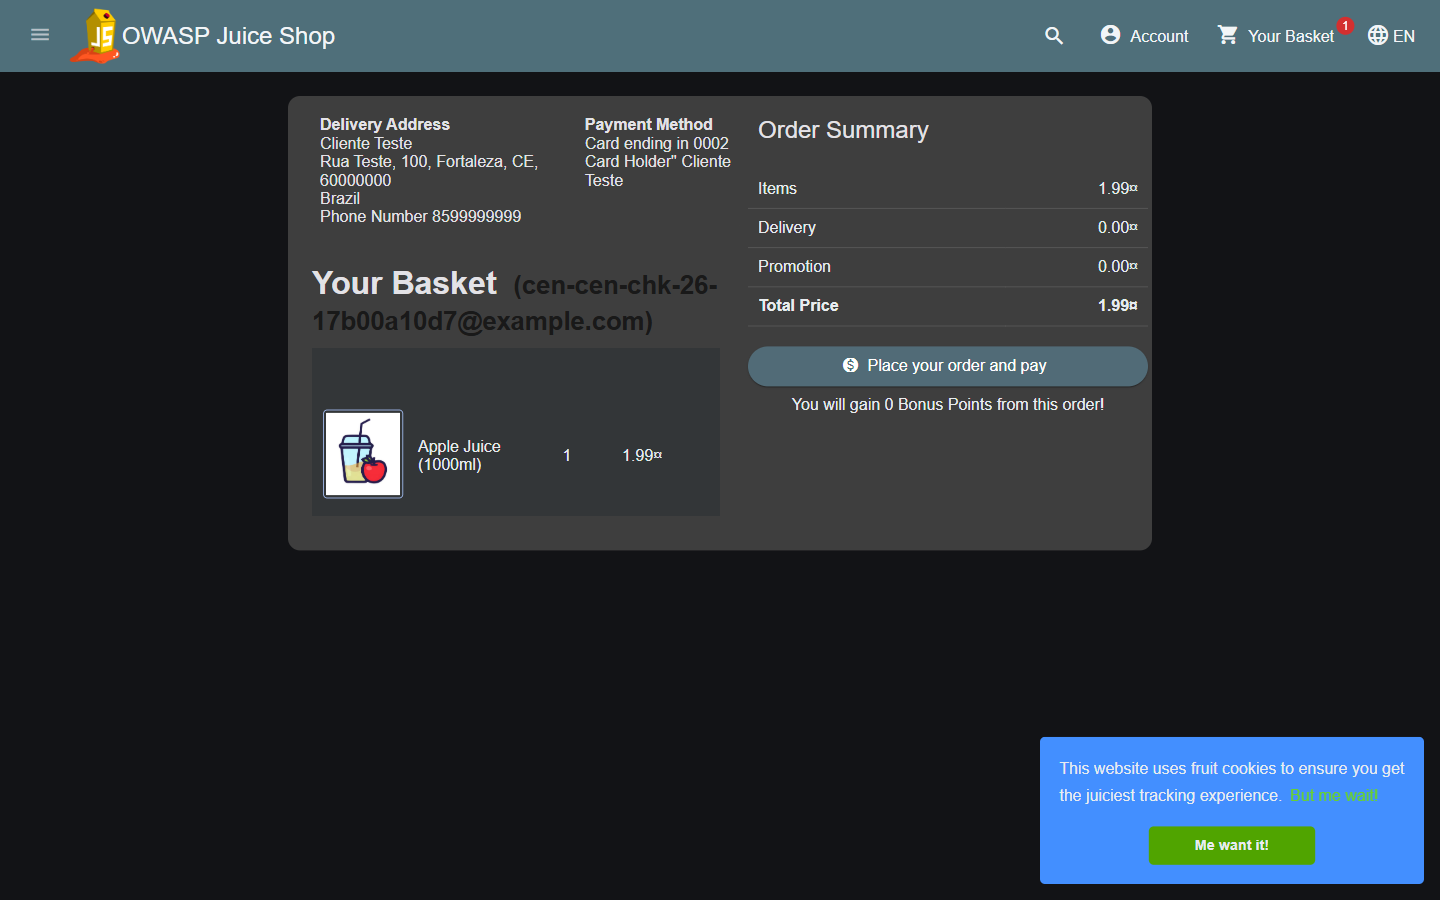 OWASP Juice Shop
Account
Your Basket
1
EN
Delivery Address
Cliente Teste
Rua Teste, 100, Fortaleza, CE,
60000000
Brazil
Phone Number 8599999999
Payment Method
Card ending in 0002
Card Holder" Cliente
Teste
Your Basket (cen-cen-chk-26-
17b00a10d7@example.com)
Apple Juice
(1000ml)
1
1.99¤
Order Summary
Items 1.99¤
Delivery 0.00¤
Promotion 0.00¤
Total Price 1.99¤
Place your order and pay
You will gain 0 Bonus Points from this order!
This website uses fruit cookies to ensure you get
the juiciest tracking experience. But me wait!
Me want it!